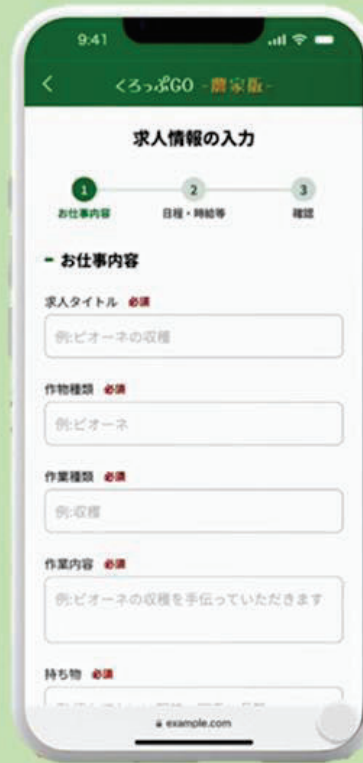 9:41
くろっぷGO -農家版-
求人情報の入力
1 2 3
お仕事内容 日程・時給等 確認
- お仕事内容
求人タイトル 必須
例:ピオーネの収穫
作物種類 必須
例:ピオーネ
作業種類 必須
例:収穫
作業内容 必須
例:ピオーネの収穫を手伝っていただきます
持ち物 必須
example.com